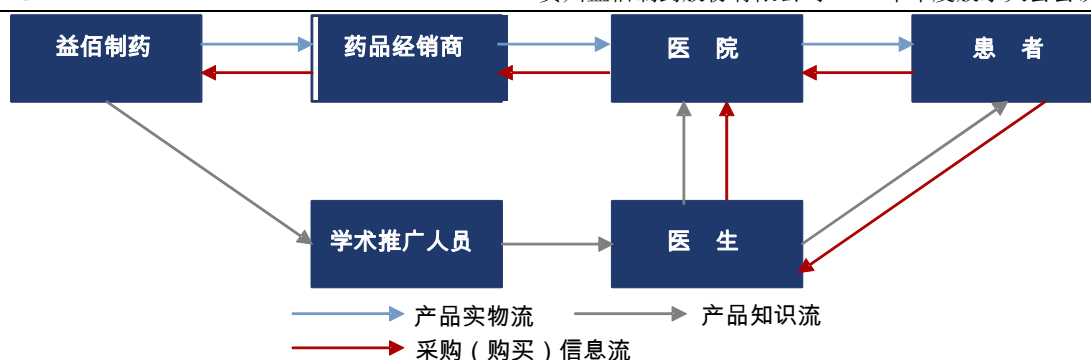 益佰制药 药品经销商 医 院 患 者
学术推广人员 医 生
产品实物流 产品知识流
采购（购买）信息流